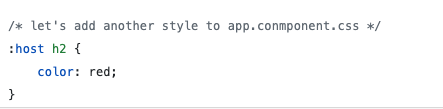 /* let's add another style to app.conmponent.css */
:host h2 {
    color: red;
}